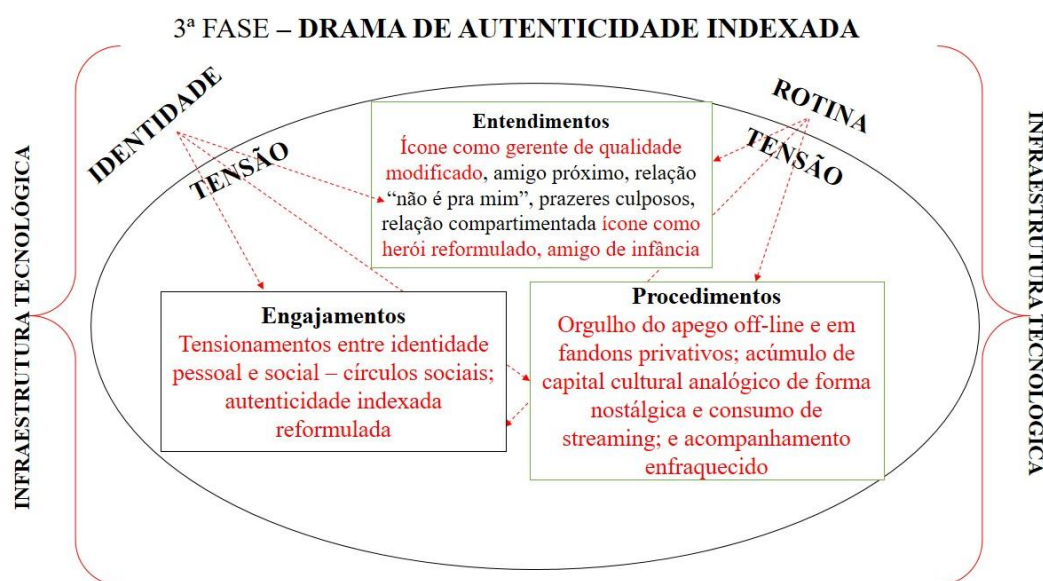 3ª FASE – DRAMA DE AUTENTICIDADE INDEXADA
INFRAESTRUTURA TECNOLÓGICA
IDENTIDADE
TENSÃO
ROTINA
TENSÃO
INFRAESTRUTURA TECNOLÓGICA
Entendimentos
Ícone como gerente de qualidade
modificado, amigo próximo, relação
“não é pra mim”, prazeres culposos,
relação compartimentada ícone como
herói reformulado, amigo de infância
Engajamentos
Tensionamentos entre identidade
pessoal e social – círculos sociais;
autenticidade indexada
reformulada
Procedimentos
Orgulho do apego off-line e em
fandons privativos; acúmulo de
capital cultural analógico de forma
nostálgica e consumo de
streaming; e acompanhamento
enfraquecido